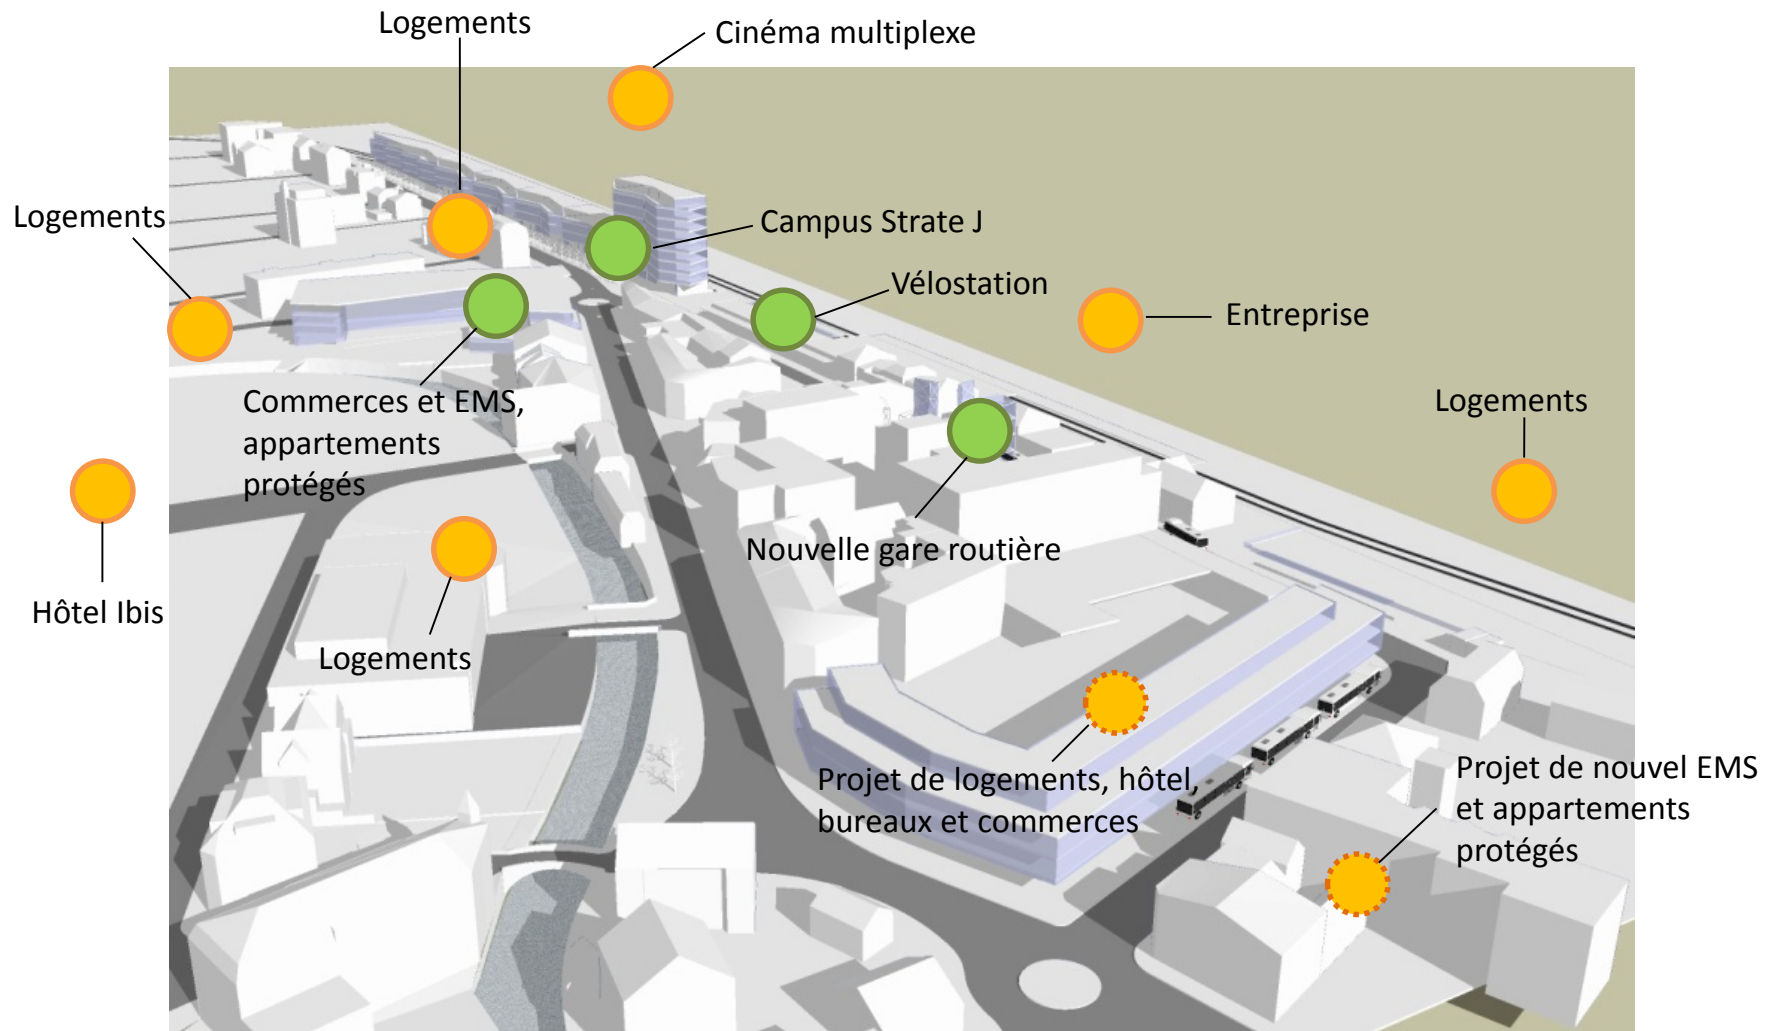 Logements
Cinéma multiplexe
Logements
Campus Strate J
Vélostation
Entreprise
Commerces et EMS,
appartements
protégés
Logements
Nouvelle gare routière
Hôtel Ibis
Logements
Projet de logements, hôtel,
bureaux et commerces
Projet de nouvel EMS
et appartements
protégés